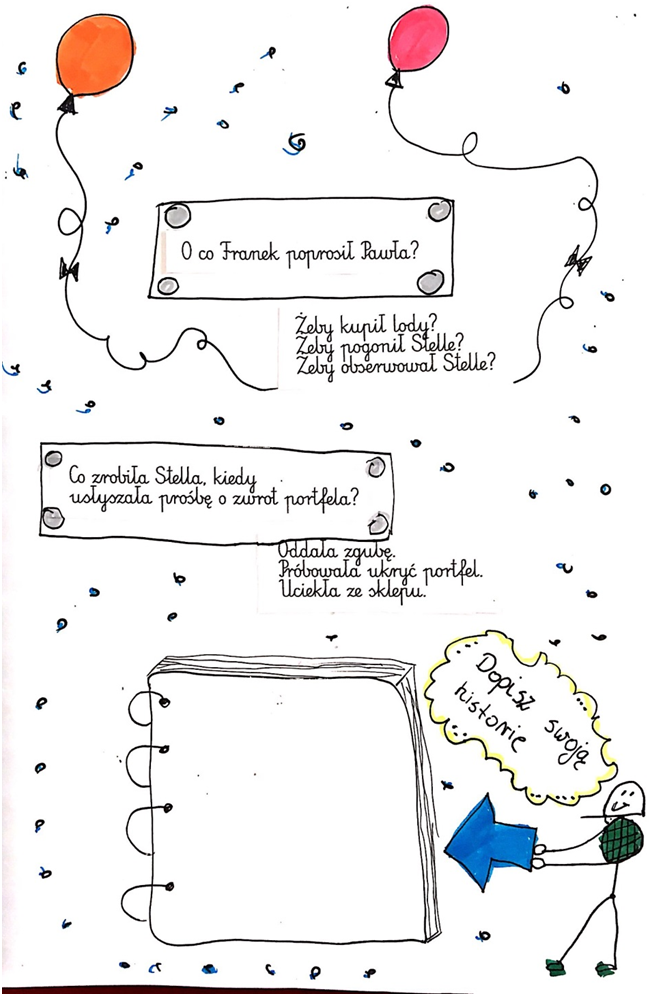 O co Franek poprosił Pawła?
Żeby kupił lody?
Żeby pogonił Stelle?
Żeby obserwował Stelle?
Co zrobiła Stella, kiedy
usłyszała prośbę o zwrot portfela?
Oddała zgubę.
Próbowała ukryć portfel.
Uciekła ze sklepu.
Dopisz swoją
historię